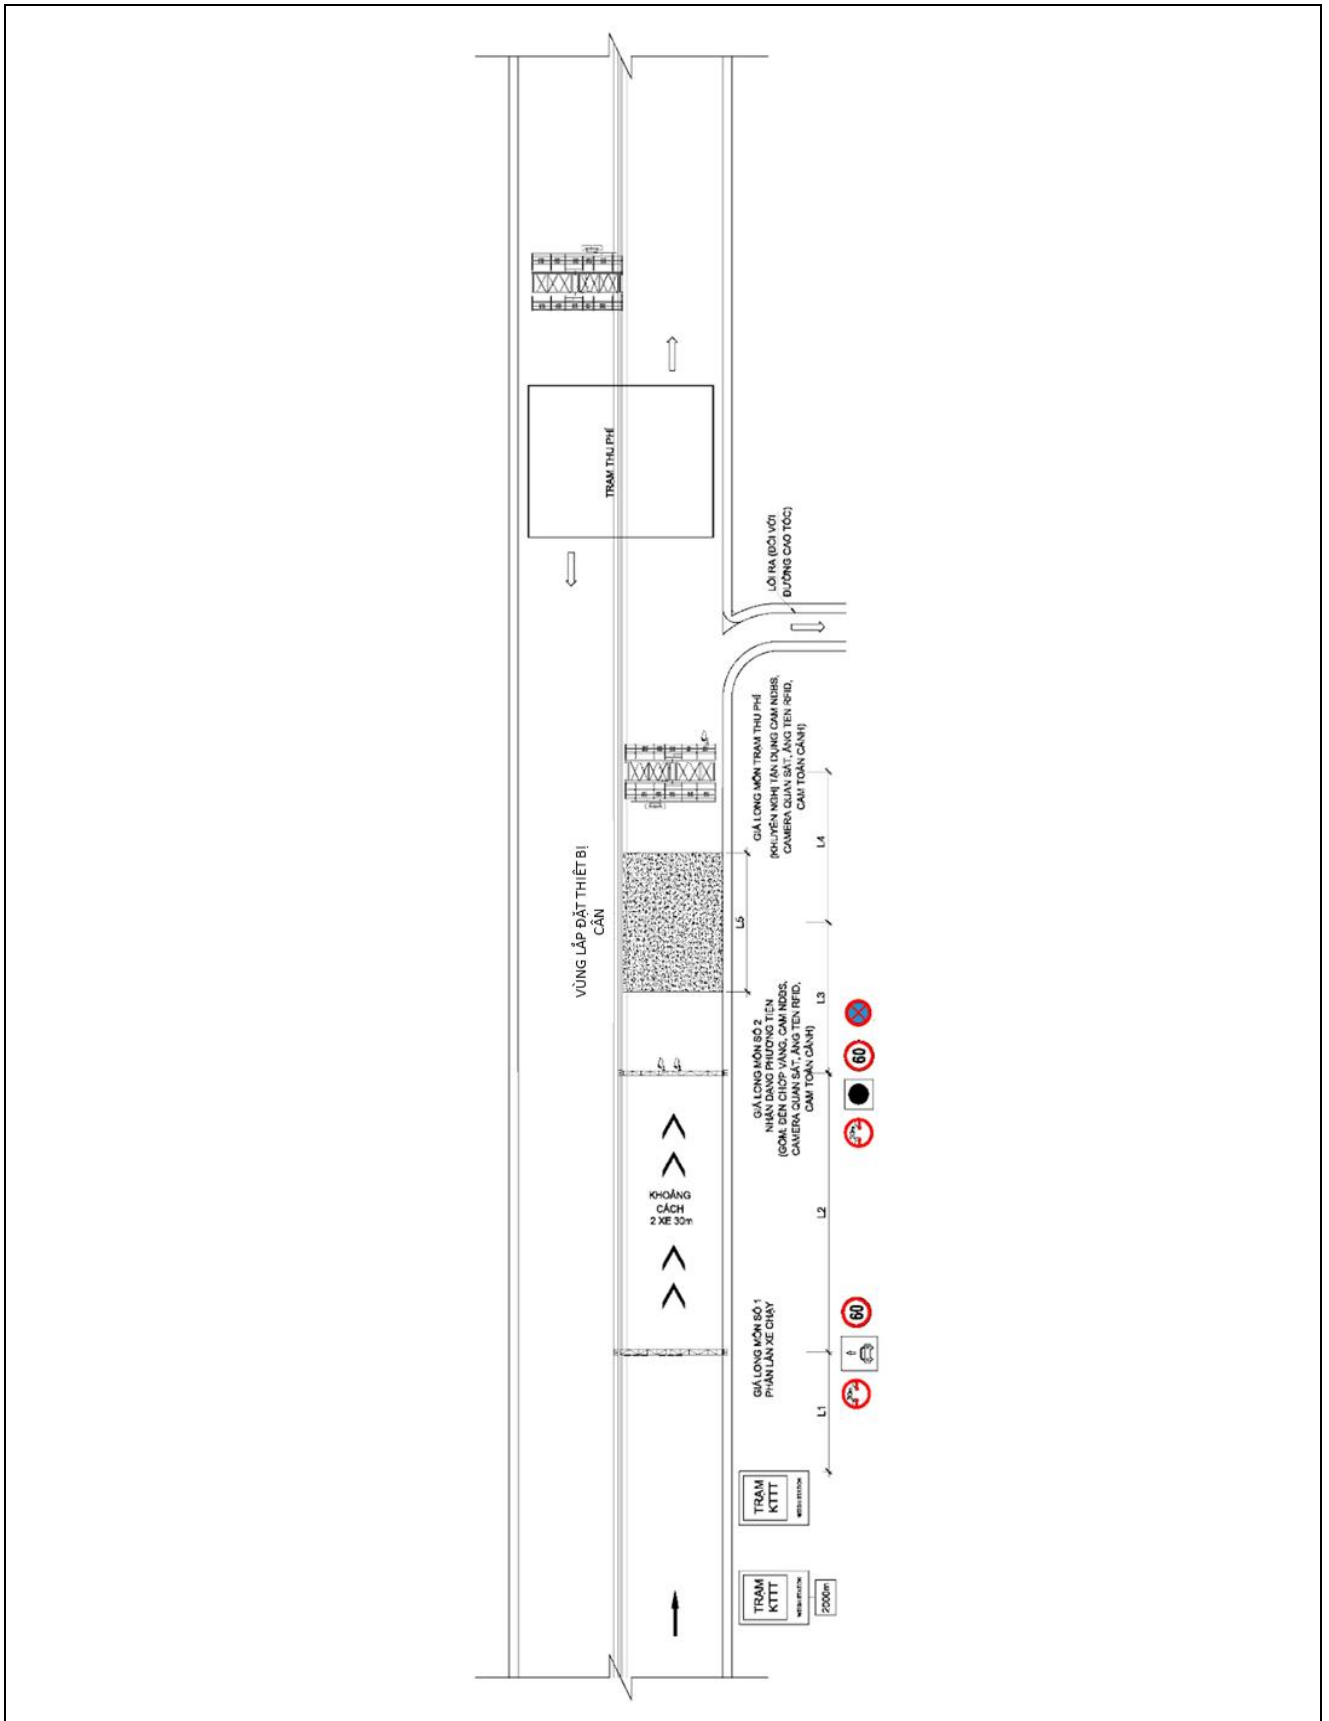 TRẠM THU PHÍ
LỐI RA (ĐỐI VỚI
ĐƯỜNG CAO TỐC)
GIÁ LONG MÔN TRẠM THU PHÍ
(KHUYẾN NGHỊ TẬN DỤNG CAM NDBS,
CAMERA QUAN SÁT, ĂNG TEN RFID,
CAM TOÀN CẢNH)
L4
VÙNG LẮP ĐẶT THIẾT BỊ
CÂN
L5
GIÁ LONG MÔN SỐ 2
NHẬN DẠNG PHƯƠNG TIỆN
(GỒM: ĐÈN CHỚP VÀNG, CAM NDBS,
CAMERA QUAN SÁT, ĂNG TEN RFID,
CAM TOÀN CẢNH)
L3
60
KHOẢNG
CÁCH
2 XE 30m
L2
GIÁ LONG MÔN SỐ 1
PHÂN LÀN XE CHẠY
60
L1
TRẠM
KTTT
TRẠM
KTTT
2000m